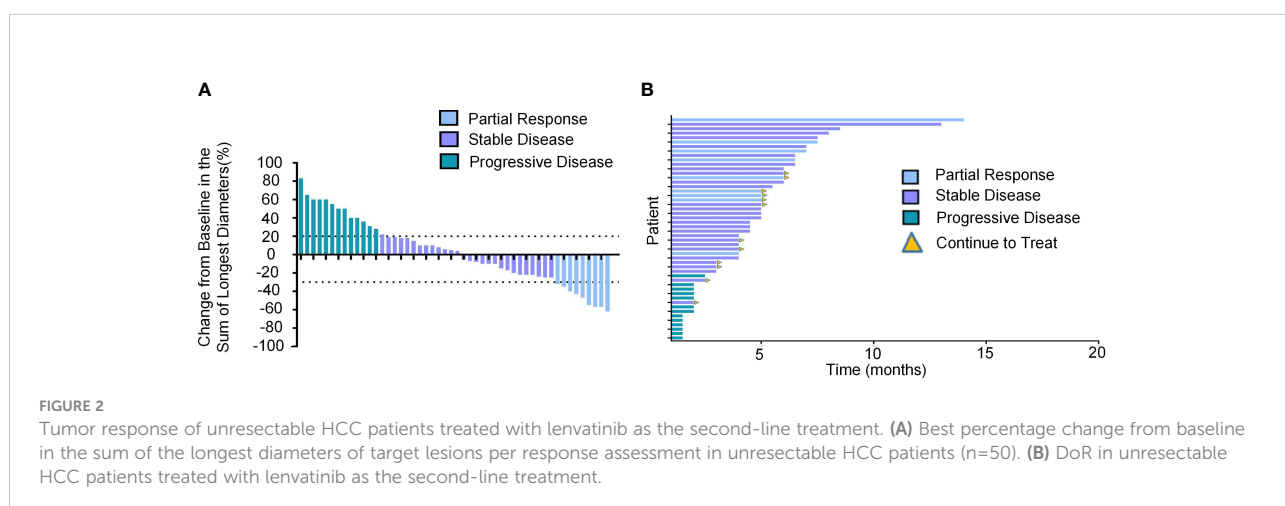 A
B
Partial Response
Stable Disease
Progressive Disease
Change from Baseline in the
Sum of Longest Diameters(%)
100
80
60
40
20
0
-20
-40
-60
-80
-100
Patient
Partial Response
Stable Disease
Progressive Disease
Continue to Treat
5
10
15
20
Time (months)
FIGURE 2
Tumor response of unresectable HCC patients treated with lenvatinib as the second-line treatment. (A) Best percentage change from baseline
in the sum of the longest diameters of target lesions per response assessment in unresectable HCC patients (n=50). (B) DoR in unresectable
HCC patients treated with lenvatinib as the second-line treatment.